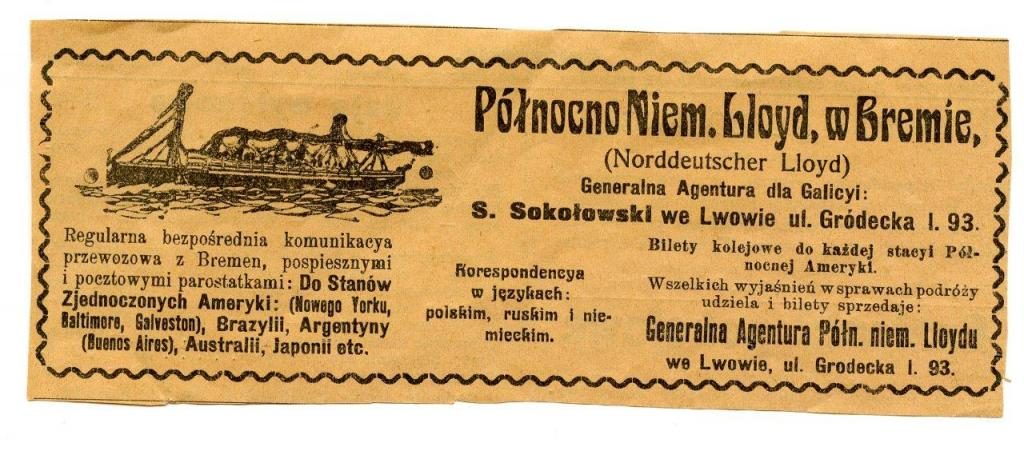 Północno Niem. Lloyd, w Bremie,
(Norddeutscher Lloyd)
Generalna Agentura dla Galicyi:
S. Sokołowski we Lwowie ul. Gródecka l. 93.
Regularna bezpośrednia komunikacya
przewozowa z Bremen, pospiesznymi
i pocztowymi parostatkami: Do Stanów
Zjednoczonych Ameryki: (Nowego Yorku,
Baltimore, Galveston), Brazylii, Argentyny
(Buenos Aires), Australii, Japonii etc.
Korespondencya
w językach:
polskim, ruskim i nie-
mieckim.
Bilety kolejowe do każdej stacyi Pół-
nocnej Ameryki.
Wszelkich wyjaśnień w sprawach podróży
udziela i bilety sprzedaje:
Generalna Agentura Półn. niem. Lloydu
we Lwowie, ul. Grodecka l. 93.